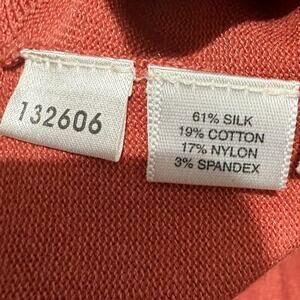 132606
61% SILK
19% COTTON
17% NYLON
3% SPANDEX